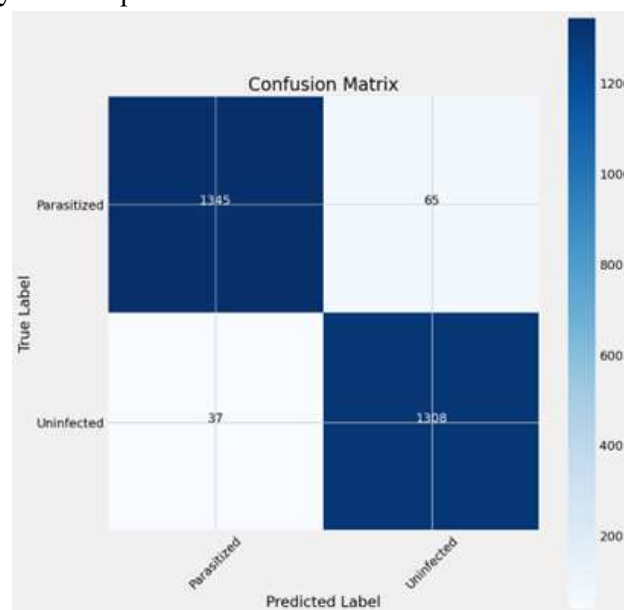 Confusion Matrix
1200
1000
800
600
400
200
Parasitized
1345
65
True Label
Uninfected
37
1308
Parasitized
Uninfected
Predicted Label